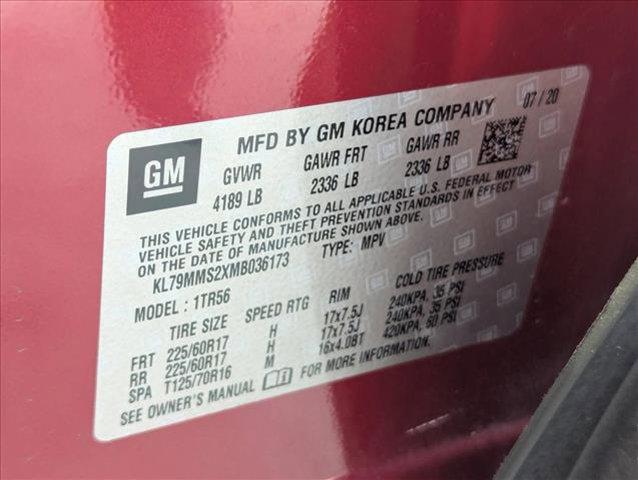 MFD BY GM KOREA COMPANY 07/20
GM
GVWR GAWR FRT GAWR RR
4189 LB 2336 LB 2336 LB
THIS VEHICLE CONFORMS TO ALL APPLICABLE U.S. FEDERAL MOTOR
VEHICLE SAFETY AND THEFT PREVENTION STANDARDS IN EFFECT
ON THE DATE OF MANUFACTURE SHOWN ABOVE.
KL79MMS2XMB036173 TYPE: MPV
MODEL: 1TR56
TIRE SIZE SPEED RTG RIM COLD TIRE PRESSURE
FRT 225/60R17 H 17x7.5J 240KPA, 35 PSI
RR 225/60R17 H 17x7.5J 240KPA, 35 PSI
SPA T125/70R16 M 16x4.0BT 420KPA, 60 PSI
SEE OWNER'S MANUAL FOR MORE INFORMATION.